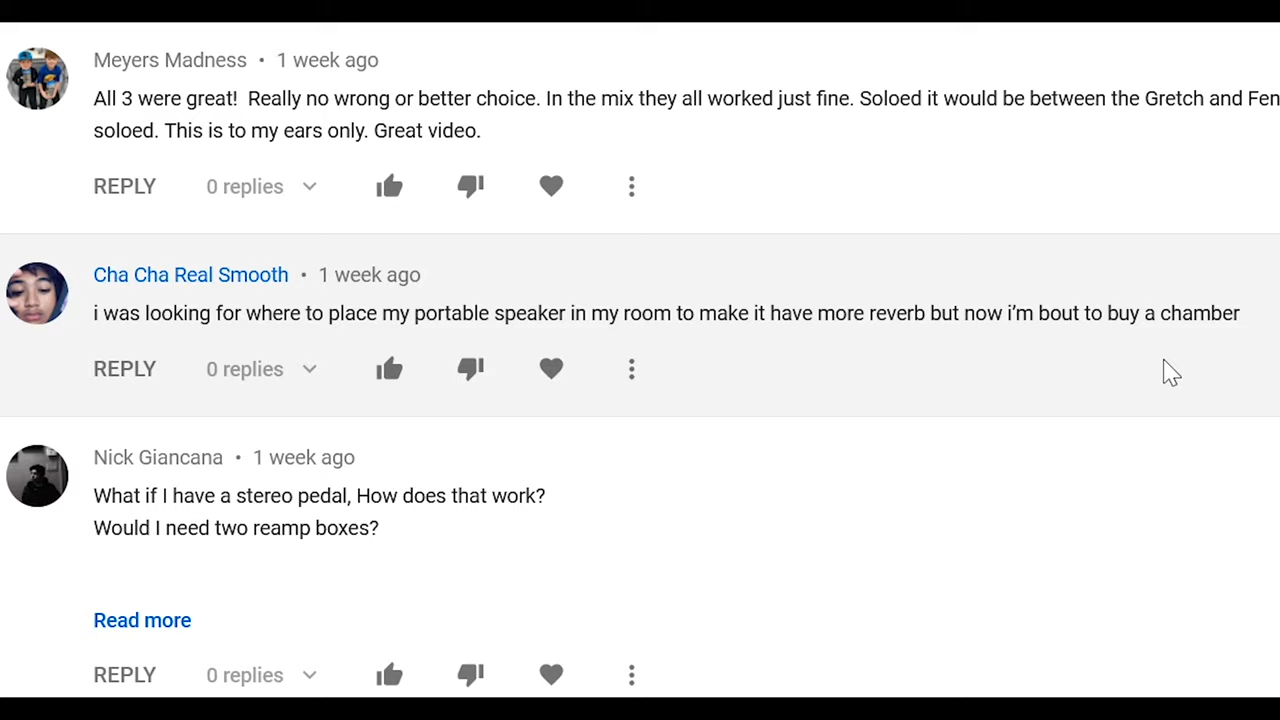 Meyers Madness • 1 week ago
All 3 were great!  Really no wrong or better choice. In the mix they all worked just fine. Soloed it would be between the Gretch and Fen
soloed. This is to my ears only. Great video.
REPLY 0 replies
Cha Cha Real Smooth • 1 week ago
i was looking for where to place my portable speaker in my room to make it have more reverb but now i’m bout to buy a chamber
REPLY 0 replies
Nick Giancana • 1 week ago
What if I have a stereo pedal, How does that work?
Would I need two reamp boxes?
Read more
REPLY 0 replies